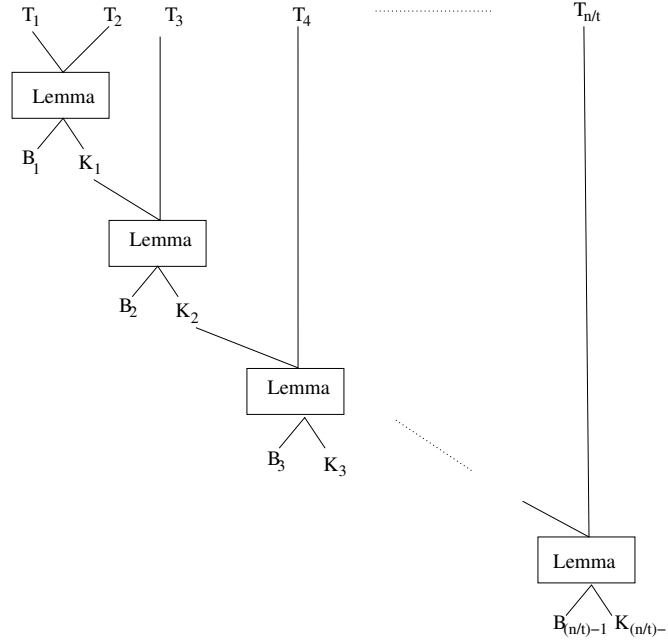 T1 T2 T3 T4 Tn/t
Lemma
B1 K1
Lemma
B2 K2
Lemma
B3 K3
Lemma
B(n/t)−1 K(n/t)−